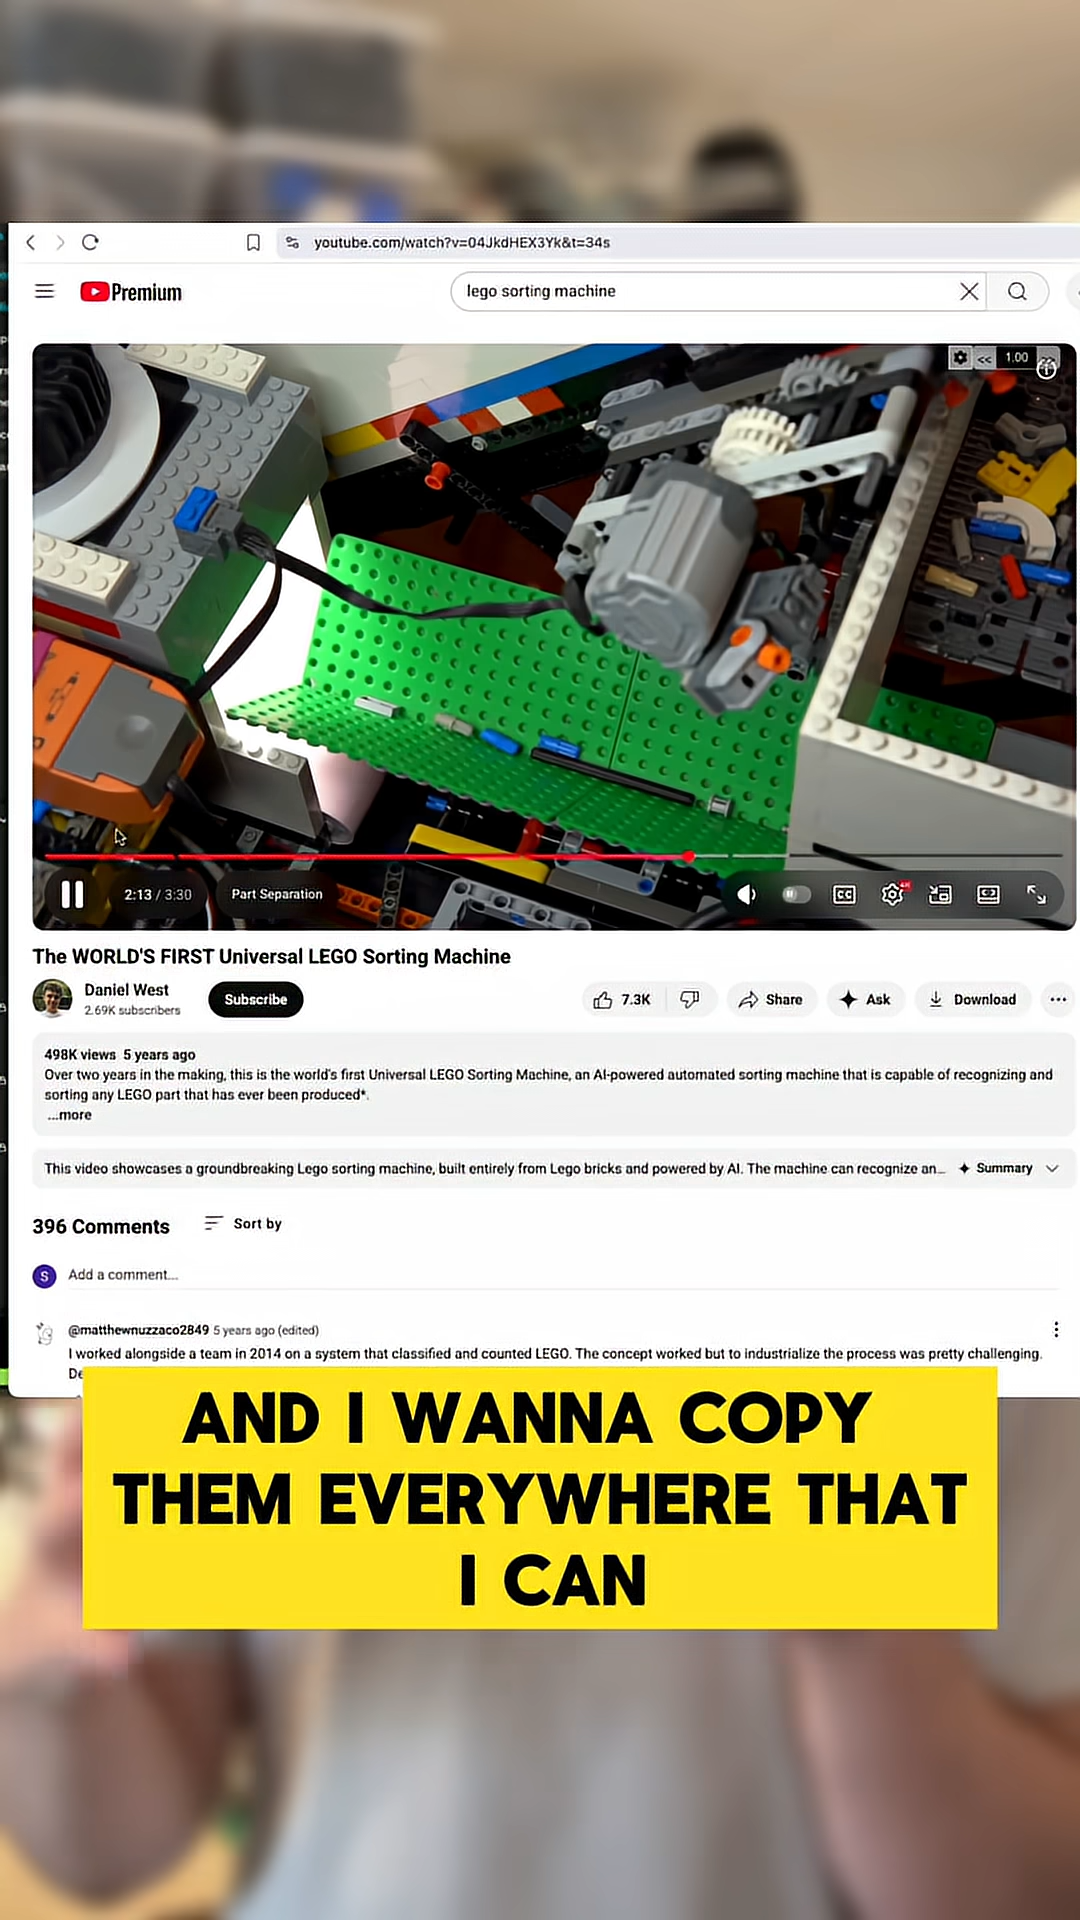 youtube.com/watch?v=04JkdHEX3Yk&t=34s
Premium
lego sorting machine
<< 1.00
2:13 / 3:30
Part Separation
CC
The WORLD'S FIRST Universal LEGO Sorting Machine
Daniel West
2.69K subscribers
Subscribe
7.3K
Share
Ask
Download
498K views 5 years ago
Over two years in the making, this is the world's first Universal LEGO Sorting Machine, an AI-powered automated sorting machine that is capable of recognizing and
sorting any LEGO part that has ever been produced*.
...more
This video showcases a groundbreaking Lego sorting machine, built entirely from Lego bricks and powered by AI. The machine can recognize an...
Summary
396 Comments
Sort by
S
Add a comment...
@matthewnuzzaco2849 5 years ago (edited)
I worked alongside a team in 2014 on a system that classified and counted LEGO. The concept worked but to industrialize the process was pretty challenging.
AND I WANNA COPY
THEM EVERYWHERE THAT
I CAN